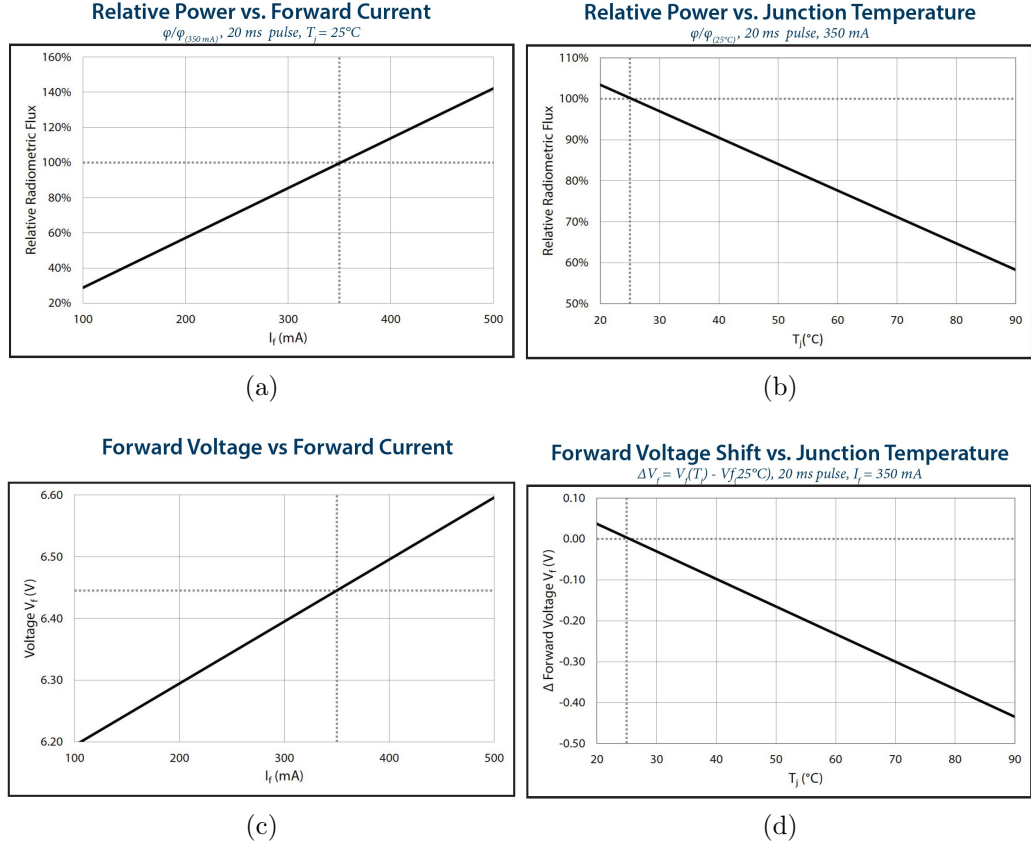 Relative Power vs. Forward Current
φ/φ(350 mA), 20 ms pulse, Tj = 25°C
160%
140%
120%
100%
80%
60%
40%
20%
Relative Radiometric Flux
100 200 300 400 500
If (mA)
(a)
Relative Power vs. Junction Temperature
φ/φ(25°C), 20 ms pulse, 350 mA
110%
100%
90%
80%
70%
60%
50%
Relative Radiometric Flux
20 30 40 50 60 70 80 90
Tj(°C)
(b)
Forward Voltage vs Forward Current
6.60
6.50
6.40
6.30
6.20
Voltage Vf (V)
100 200 300 400 500
If (mA)
(c)
Forward Voltage Shift vs. Junction Temperature
ΔVf = Vf(Tj) - Vf(25°C), 20 ms pulse, If = 350 mA
0.10
0.00
-0.10
-0.20
-0.30
-0.40
-0.50
Δ Forward Voltage Vf (V)
20 30 40 50 60 70 80 90
Tj (°C)
(d)